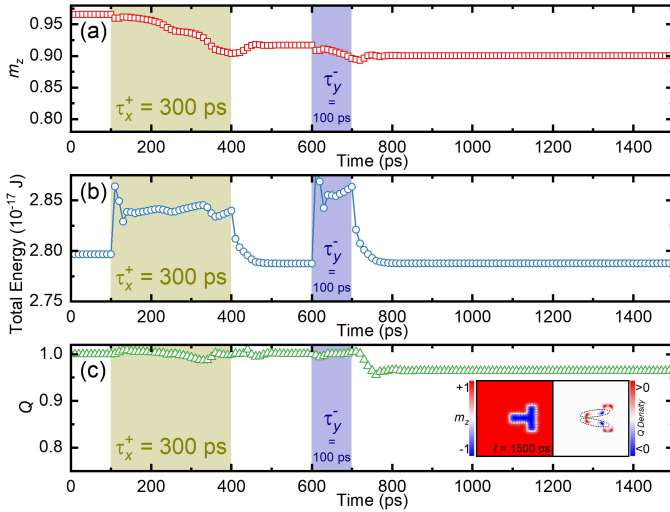 0.95
0.90
0.85
0.80
m_z
(a)
τ_x^+ = 300 ps
τ_y^-
=
100 ps
0 200 400 600 800 1000 1200 1400
Time (ps)
2.85
2.80
2.75
Total Energy (10^-17 J)
(b)
τ_x^+ = 300 ps
τ_y^-
=
100 ps
0 200 400 600 800 1000 1200 1400
Time (ps)
1.0
0.9
0.8
Q
(c)
τ_x^+ = 300 ps
τ_y^-
=
100 ps
+1
m_z
-1
t = 1500 ps
>0
Q Density
<0
0 200 400 600 800 1000 1200 1400
Time (ps)